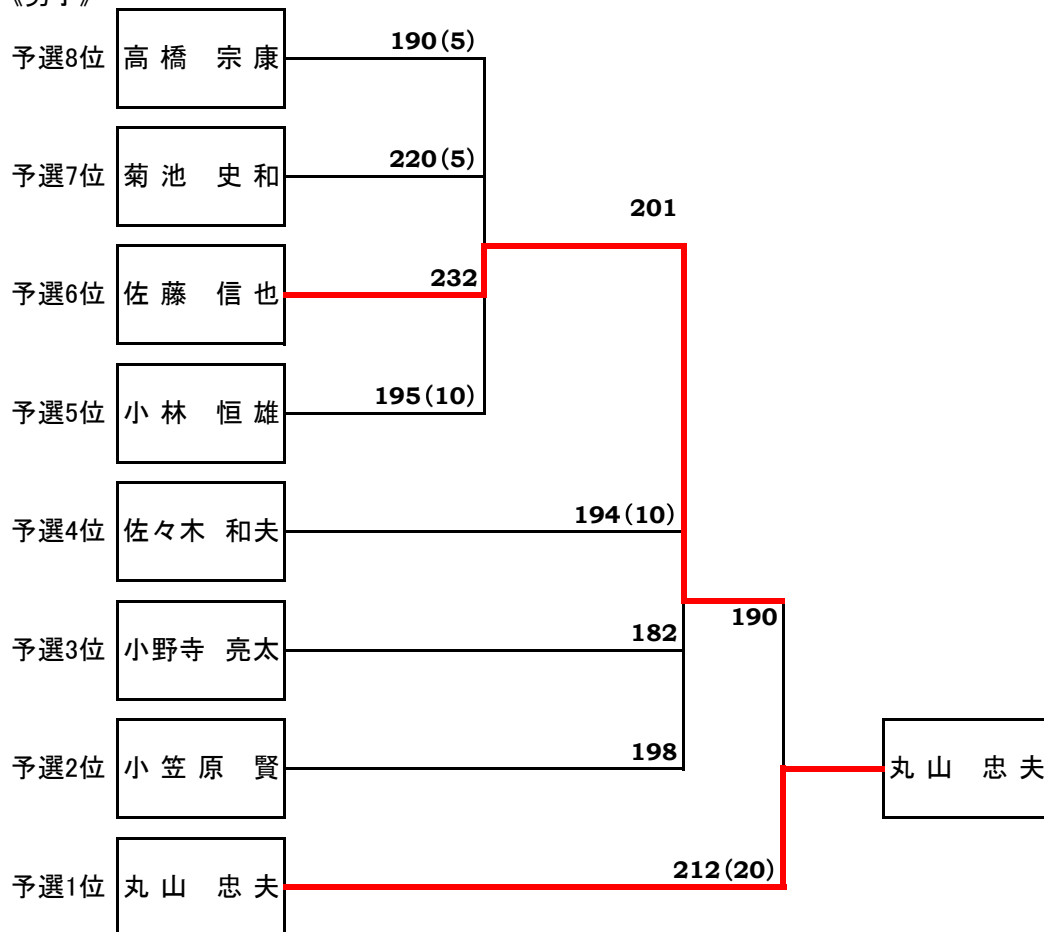 《男子》
予選8位 高橋 宗康 190(5)
予選7位 菊池 史和 220(5)
201
予選6位 佐藤 信也 232
予選5位 小林 恒雄 195(10)
予選4位 佐々木 和夫 194(10)
190
予選3位 小野寺 亮太 182
予選2位 小笠原 賢 198
丸山 忠夫
予選1位 丸山 忠夫 212(20)